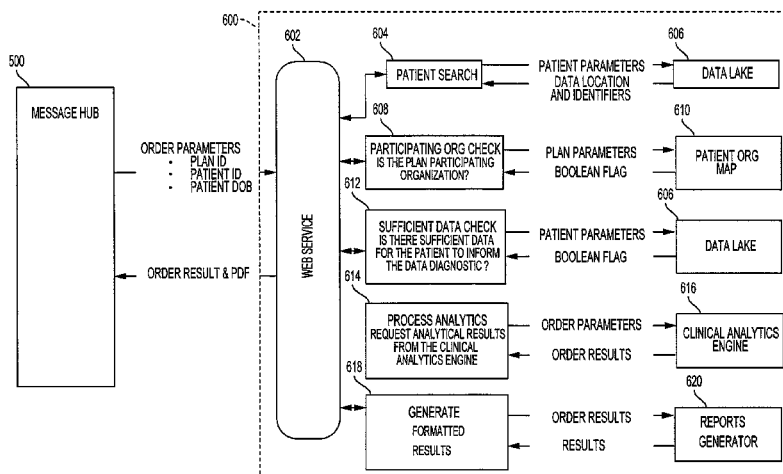 600
602
604
606
500
PATIENT SEARCH
PATIENT PARAMETERS
DATA LOCATION
AND IDENTIFIERS
DATA LAKE
MESSAGE HUB
608
610
ORDER PARAMETERS
• PLAN ID
• PATIENT ID
• PATIENT DOB
PARTICIPATING ORG CHECK
IS THE PLAN PARTICIPATING
ORGANIZATION?
PLAN PARAMETERS
BOOLEAN FLAG
PATIENT ORG
MAP
612
606
WEB SERVICE
SUFFICIENT DATA CHECK
IS THERE SUFFICIENT DATA
FOR THE PATIENT TO INFORM
THE DATA DIAGNOSTIC ?
PATIENT PARAMETERS
BOOLEAN FLAG
DATA LAKE
ORDER RESULT & PDF
614
616
PROCESS ANALYTICS
REQUEST ANALYTICAL RESULTS
FROM THE CLINICAL
ANALYTICS ENGINE
ORDER PARAMETERS
ORDER RESULTS
CLINICAL ANALYTICS
ENGINE
618
620
GENERATE
FORMATTED
RESULTS
ORDER RESULTS
RESULTS
REPORTS
GENERATOR